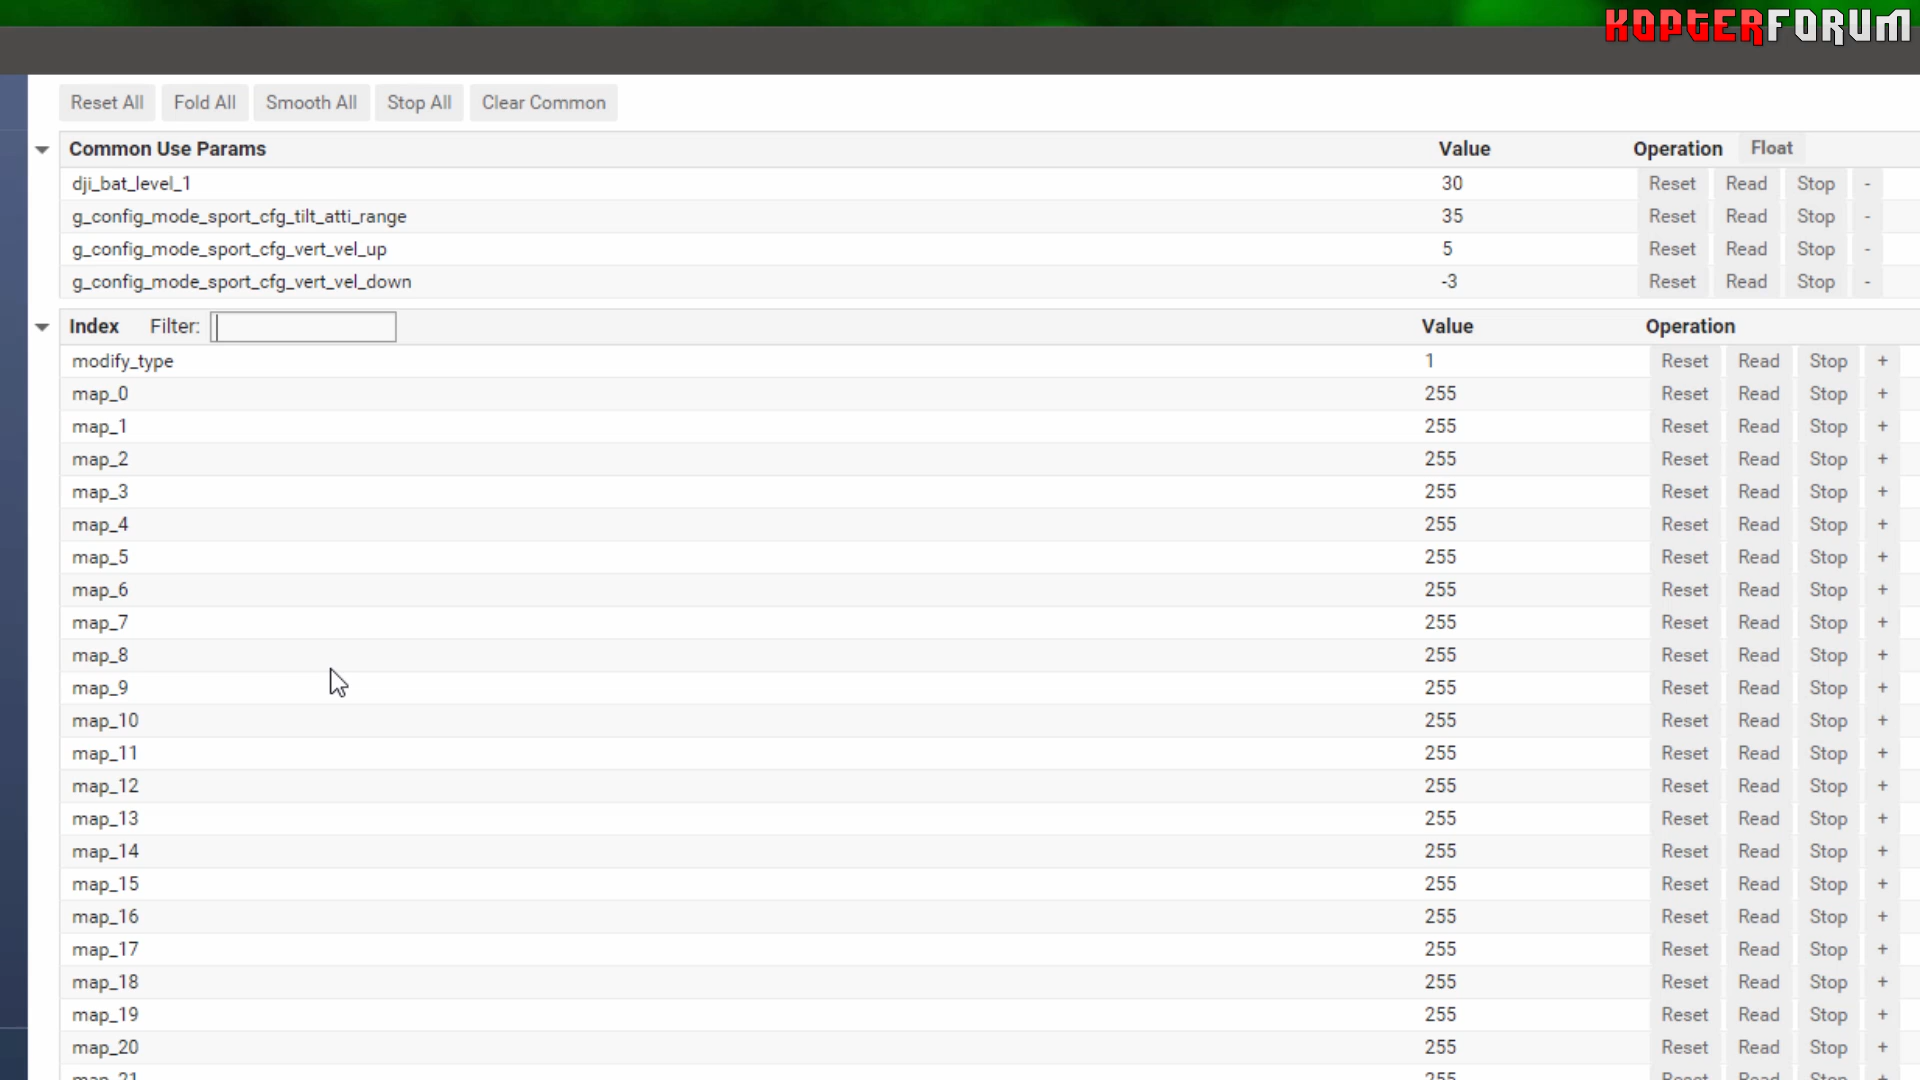 KOPTERFORUM
Reset All Fold All Smooth All Stop All Clear Common
Common Use Params Value Operation Float
dji_bat_level_1 30 Reset Read Stop -
g_config_mode_sport_cfg_tilt_atti_range 35 Reset Read Stop -
g_config_mode_sport_cfg_vert_vel_up 5 Reset Read Stop -
g_config_mode_sport_cfg_vert_vel_down -3 Reset Read Stop -
Index Filter: Value Operation
modify_type 1 Reset Read Stop +
map_0 255 Reset Read Stop +
map_1 255 Reset Read Stop +
map_2 255 Reset Read Stop +
map_3 255 Reset Read Stop +
map_4 255 Reset Read Stop +
map_5 255 Reset Read Stop +
map_6 255 Reset Read Stop +
map_7 255 Reset Read Stop +
map_8 255 Reset Read Stop +
map_9 255 Reset Read Stop +
map_10 255 Reset Read Stop +
map_11 255 Reset Read Stop +
map_12 255 Reset Read Stop +
map_13 255 Reset Read Stop +
map_14 255 Reset Read Stop +
map_15 255 Reset Read Stop +
map_16 255 Reset Read Stop +
map_17 255 Reset Read Stop +
map_18 255 Reset Read Stop +
map_19 255 Reset Read Stop +
map_20 255 Reset Read Stop +
map_21 255 Reset Read Stop